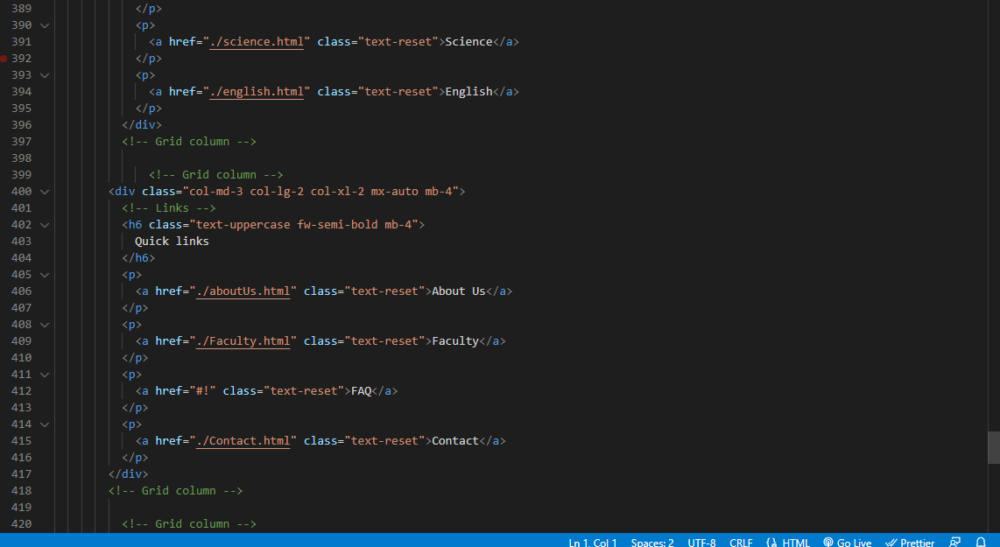 389 </p>
390 <p>
391 <a href="./science.html" class="text-reset">Science</a>
392 </p>
393 <p>
394 <a href="./english.html" class="text-reset">English</a>
395 </p>
396 </div>
397 <!-- Grid column -->
398
399 <!-- Grid column -->
400 <div class="col-md-3 col-lg-2 col-xl-2 mx-auto mb-4">
401 <!-- Links -->
402 <h6 class="text-uppercase fw-semi-bold mb-4">
403 Quick links
404 </h6>
405 <p>
406 <a href="./aboutUs.html" class="text-reset">About Us</a>
407 </p>
408 <p>
409 <a href="./Faculty.html" class="text-reset">Faculty</a>
410 </p>
411 <p>
412 <a href="#!" class="text-reset">FAQ</a>
413 </p>
414 <p>
415 <a href="./Contact.html" class="text-reset">Contact</a>
416 </p>
417 </div>
418 <!-- Grid column -->
419
420 <!-- Grid column -->
Ln 1, Col 1 Spaces: 2 UTF-8 CRLF {} HTML Go Live Prettier